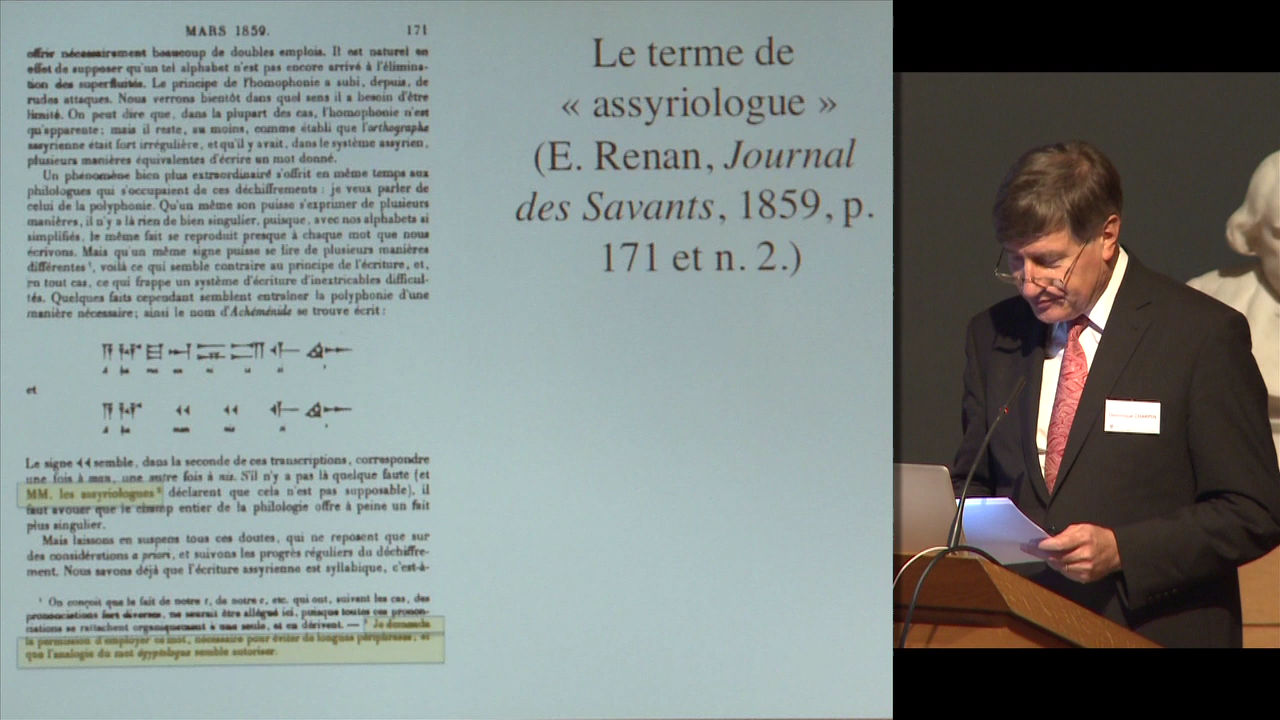 MARS 1859. 171
offrir nécessairement beaucoup de doubles emplois. Il est naturel en
effet de supposer qu'un tel alphabet n'est pas encore arrivé à l'élimina-
tion des superfluités. Le principe de l'homophonie a subi, depuis, de
rudes attaques. Nous verrons bientôt dans quel sens il a besoin d'être
limité. On peut dire que, dans la plupart des cas, l'homophonie n'est
qu'apparente; mais il reste, au moins, comme établi que l'orthographe
assyrienne était fort irrégulière, et qu'il y avait, dans le système assyrien,
plusieurs manières équivalentes d'écrire un mot donné.
Un phénomène bien plus extraordinaire s'offrit en même temps aux
philologues qui s'occupaient de ces déchiffrements : je veux parler de
celui de la polyphonie. Qu'un même son puisse s'exprimer de plusieurs
manières, il n'y a là rien de bien singulier, puisque, avec nos alphabets si
simplifiés, le même fait se reproduit presque à chaque mot que nous
écrivons. Mais qu'un même signe puisse se lire de plusieurs manières
différentes¹, voilà ce qui semble contraire au principe de l'écriture, et,
en tout cas, ce qui frappe un système d'écriture d'inextricables difficul-
tés. Quelques faits cependant semblent entraîner la polyphonie d'une
manière nécessaire; ainsi le nom d'Achéménide se trouve écrit :
et
Le signe semble, dans la seconde de ces transcriptions, correspondre
une fois à man, une autre fois à nis. S'il n'y a pas là quelque faute (et
MM. les assyriologues² déclarent que cela n'est pas supposable), il
faut avouer que le champ entier de la philologie offre à peine un fait
plus singulier.
Mais laissons en suspens tous ces doutes, qui ne reposent que sur
des considérations a priori, et suivons les progrès réguliers du déchiffre-
ment. Nous savons déjà que l'écriture assyrienne est syllabique, c'est-à-
¹ On conçoit que le fait de notre c, de notre e, etc. qui ont, suivant les cas, des
prononciations fort diverses, ne saurait être allégué ici, puisque toutes ces pronon-
ciations se rattachent organiquement à une seule, et en dérivent. — ² Je demande
la permission d'employer ce mot, nécessaire pour éviter de longues périphrases, et
que l'analogie du mot égyptologue semble autoriser.
Le terme de
« assyriologue »
(E. Renan, Journal
des Savants, 1859, p.
171 et n. 2.)